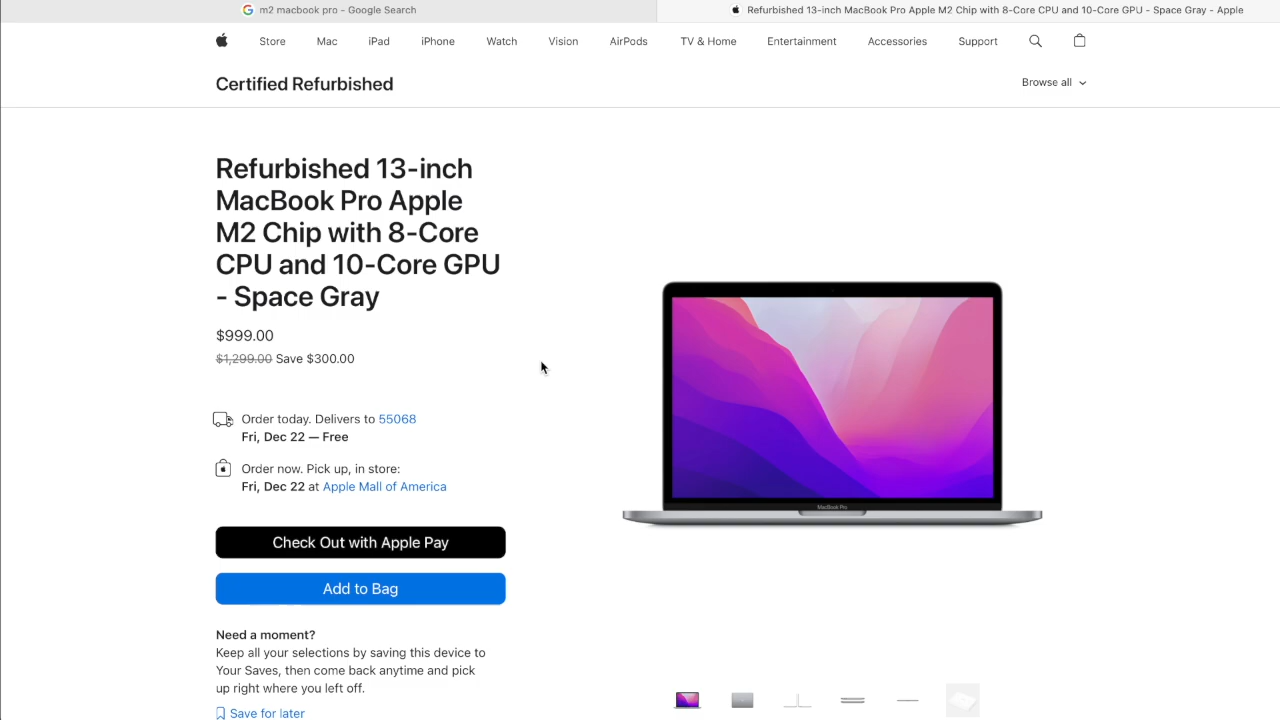 m2 macbook pro - Google Search
Refurbished 13-inch MacBook Pro Apple M2 Chip with 8-Core CPU and 10-Core GPU - Space Gray - Apple
Store Mac iPad iPhone Watch Vision AirPods TV & Home Entertainment Accessories Support
Certified Refurbished
Browse all
Refurbished 13-inch
MacBook Pro Apple
M2 Chip with 8-Core
CPU and 10-Core GPU
- Space Gray
$999.00
$1,299.00 Save $300.00
Order today. Delivers to 55068
Fri, Dec 22 — Free
Order now. Pick up, in store:
Fri, Dec 22 at Apple Mall of America
MacBook Pro
Check Out with Apple Pay
Add to Bag
Need a moment?
Keep all your selections by saving this device to
Your Saves, then come back anytime and pick
up right where you left off.
Save for later